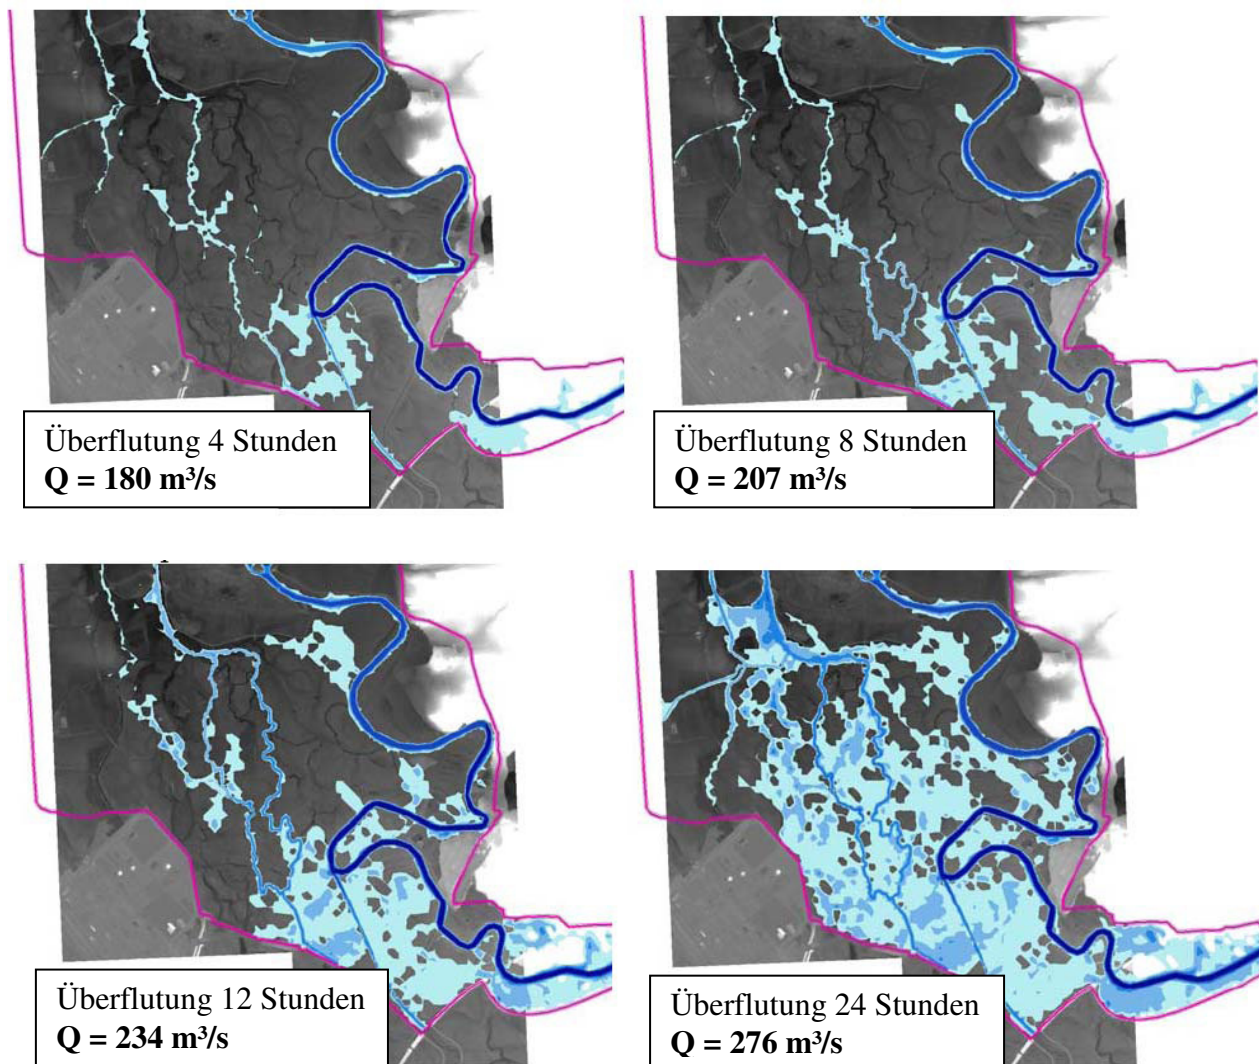 Überflutung 4 Stunden
Q = 180 m³/s
Überflutung 8 Stunden
Q = 207 m³/s
Überflutung 12 Stunden
Q = 234 m³/s
Überflutung 24 Stunden
Q = 276 m³/s